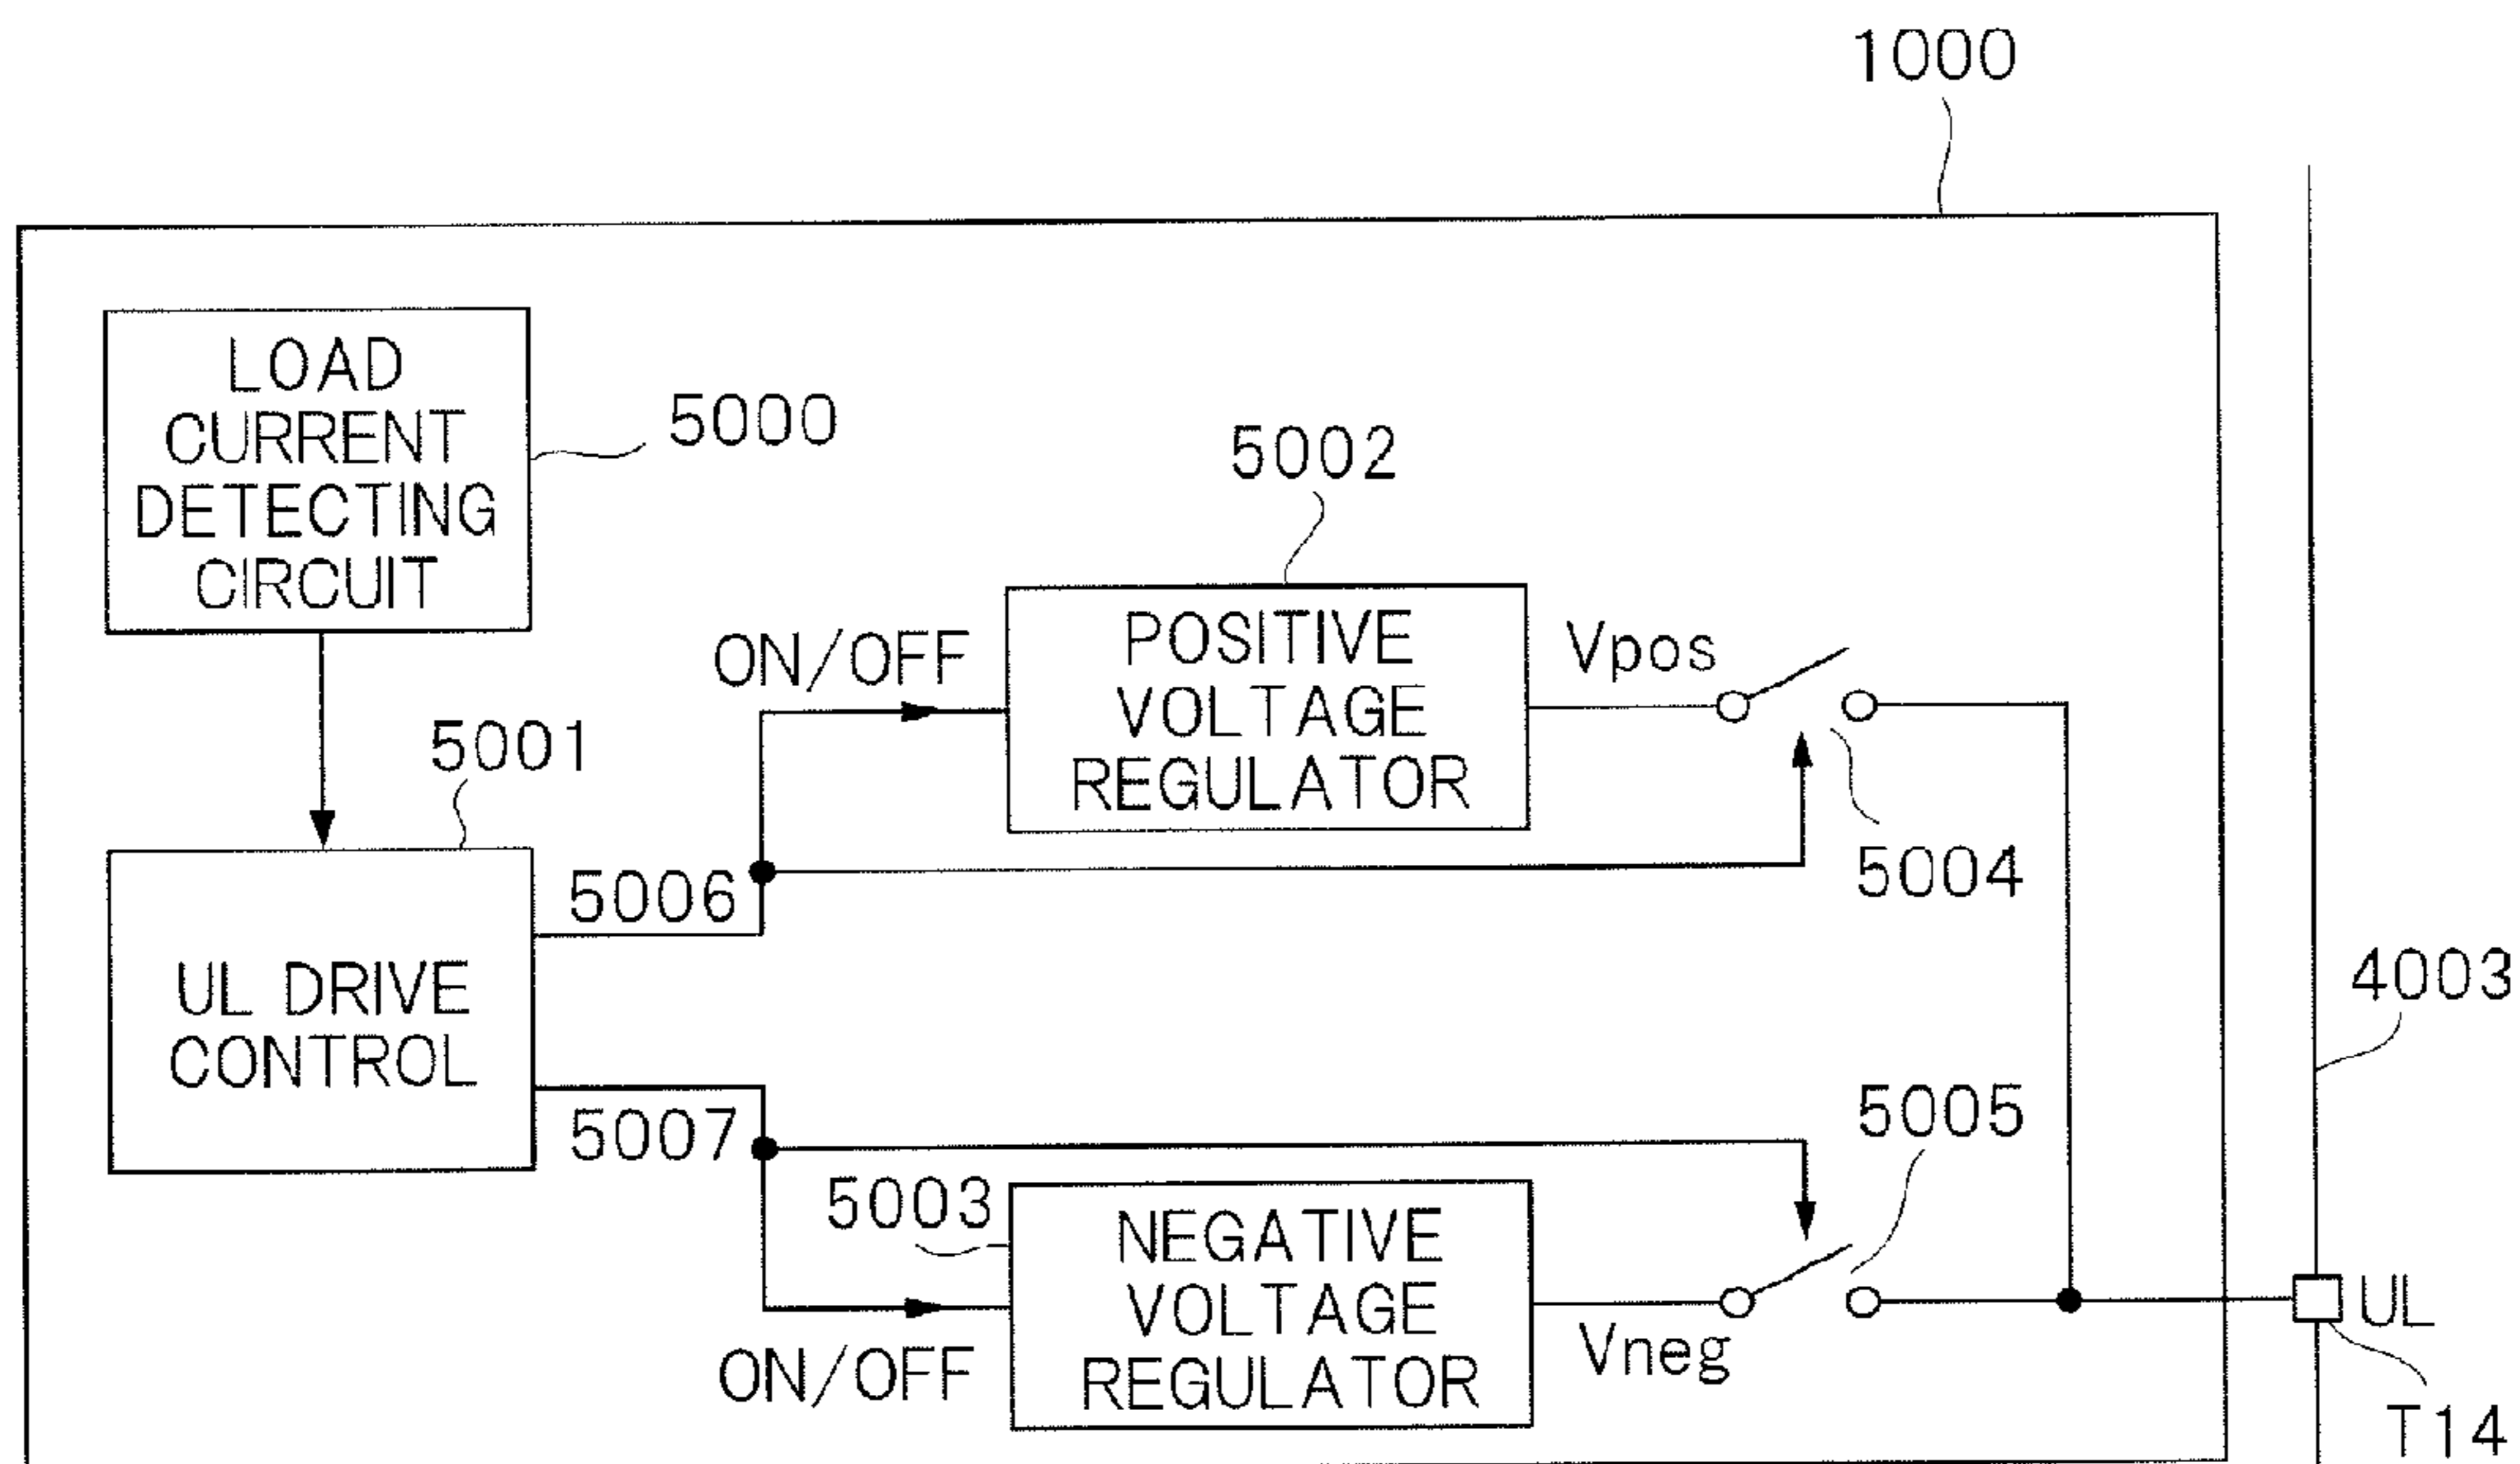 1000
LOAD
CURRENT
DETECTING
CIRCUIT
5000
5002
POSITIVE
VOLTAGE
REGULATOR
ON/OFF
Vpos
5001
5004
5006
UL DRIVE
CONTROL
4003
5007
5005
5003
NEGATIVE
VOLTAGE
REGULATOR
ON/OFF
Vneg
UL
T14